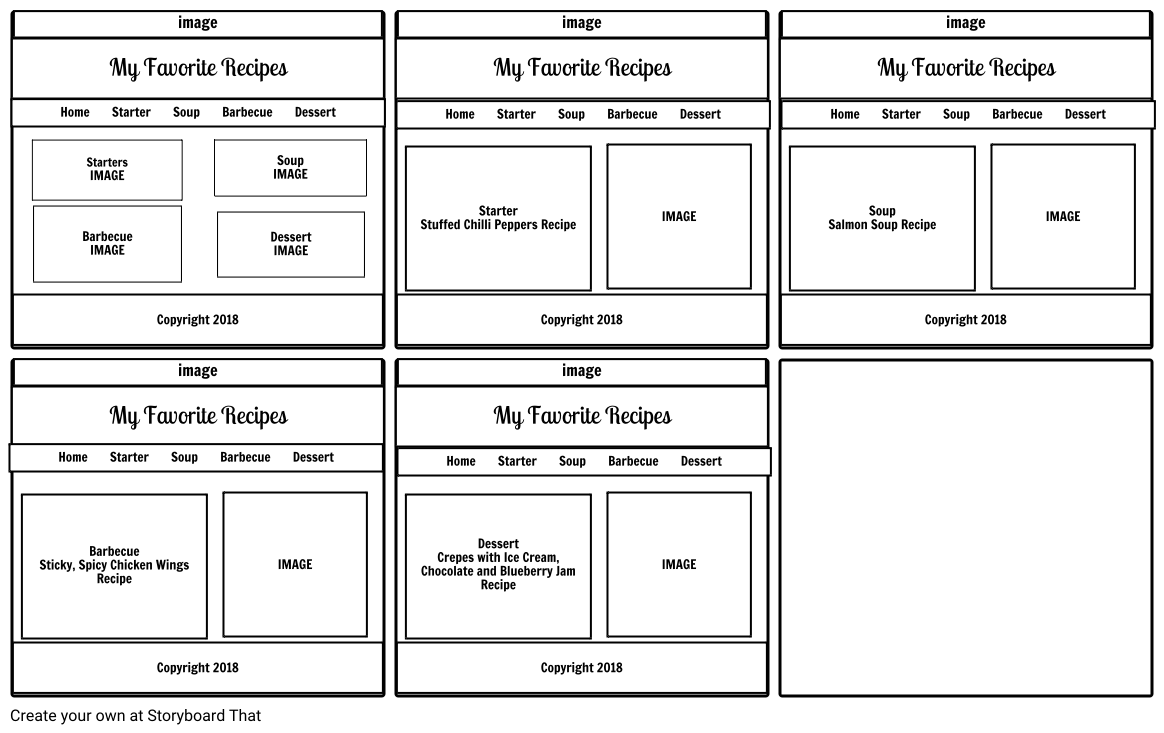 image
My Favorite Recipes
Home Starter Soup Barbecue Dessert
Starters
IMAGE
Soup
IMAGE
Barbecue
IMAGE
Dessert
IMAGE
Copyright 2018
image
My Favorite Recipes
Home Starter Soup Barbecue Dessert
Starter
Stuffed Chilli Peppers Recipe
IMAGE
Copyright 2018
image
My Favorite Recipes
Home Starter Soup Barbecue Dessert
Soup
Salmon Soup Recipe
IMAGE
Copyright 2018
image
My Favorite Recipes
Home Starter Soup Barbecue Dessert
Barbecue
Sticky, Spicy Chicken Wings
Recipe
IMAGE
Copyright 2018
image
My Favorite Recipes
Home Starter Soup Barbecue Dessert
Dessert
Crepes with Ice Cream,
Chocolate and Blueberry Jam
Recipe
IMAGE
Copyright 2018
Create your own at Storyboard That